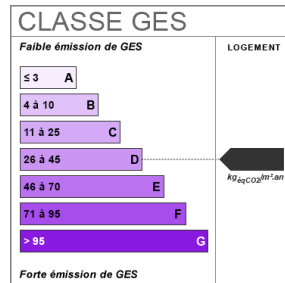 CLASSE GES
Faible émission de GES
LOGEMENT
≤ 3 A
4 à 10 B
11 à 25 C
26 à 45 D
kgéqCO2/m².an
46 à 70 E
71 à 95 F
> 95 G
Forte émission de GES